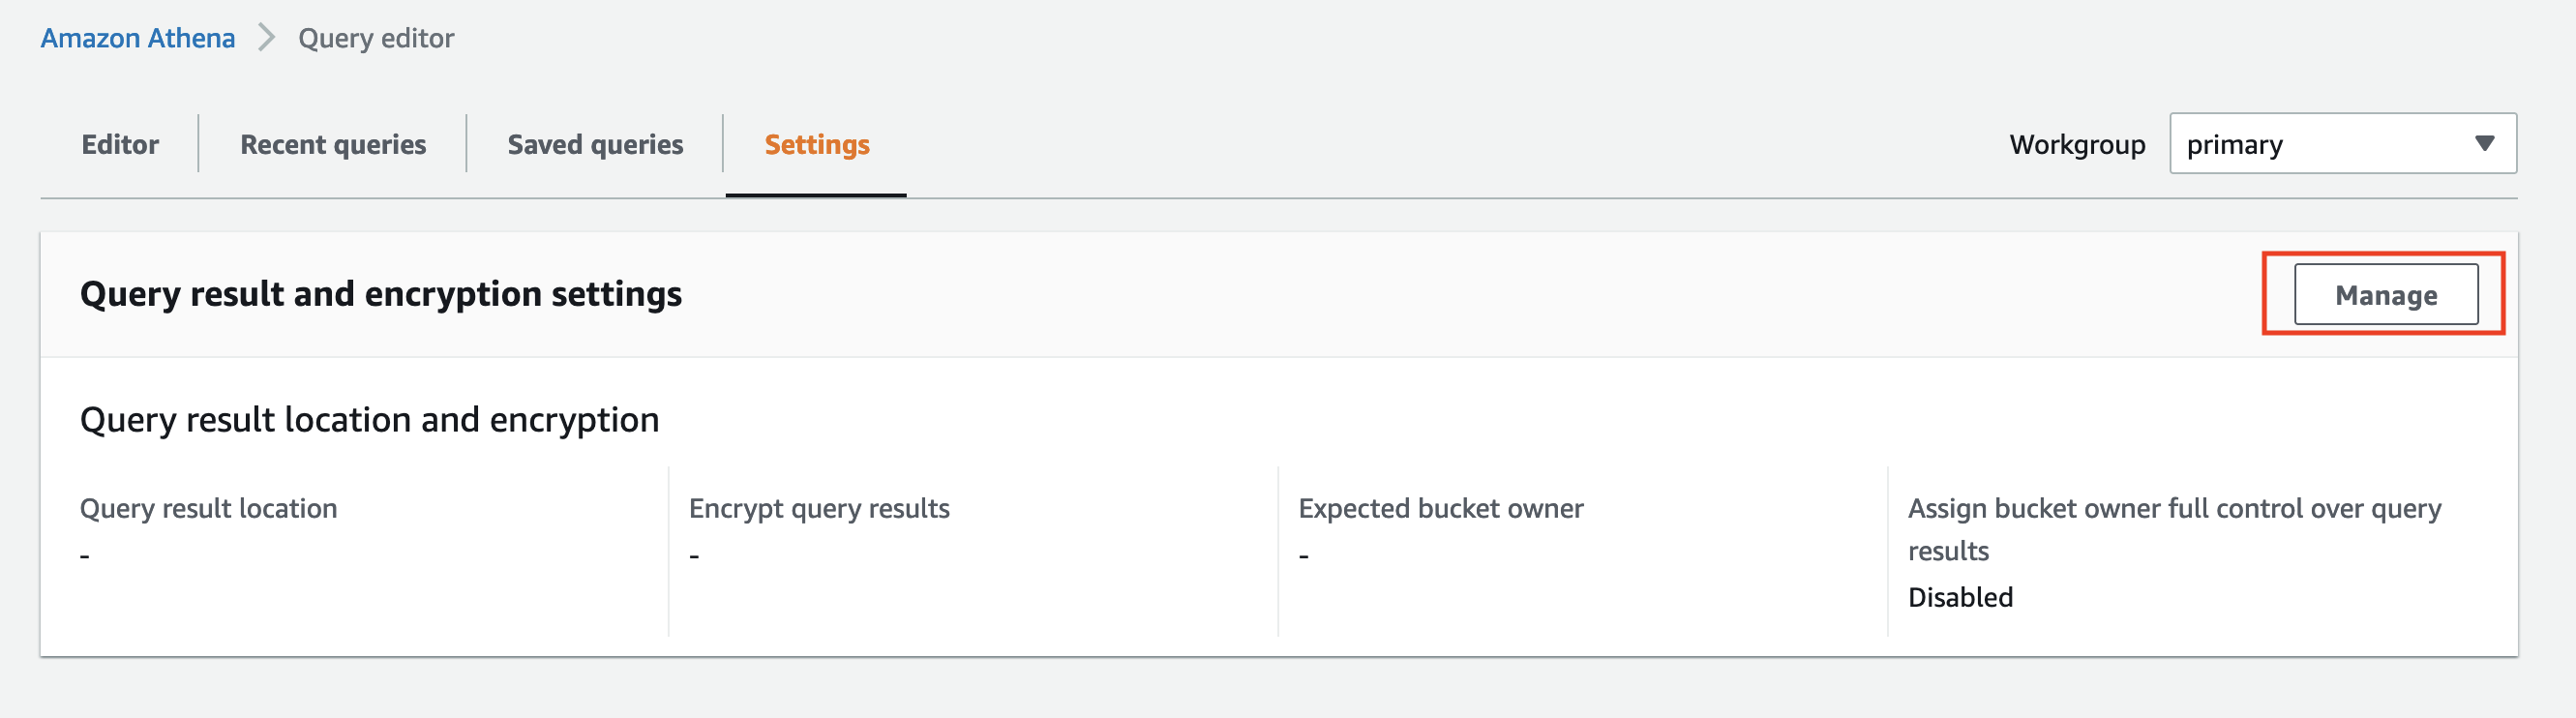 Amazon Athena
Query editor
Editor
Recent queries
Saved queries
Settings
Workgroup
primary
Query result and encryption settings
Manage
Query result location and encryption
Query result location
-
Encrypt query results
-
Expected bucket owner
-
Assign bucket owner full control over query
results
Disabled